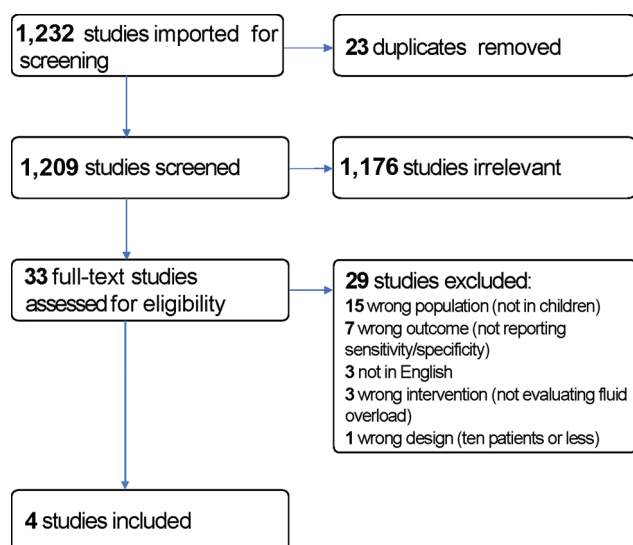 1,232 studies imported for
screening
23 duplicates removed
1,209 studies screened
1,176 studies irrelevant
33 full-text studies
assessed for eligibility
29 studies excluded:
15 wrong population (not in children)
7 wrong outcome (not reporting
sensitivity/specificity)
3 not in English
3 wrong intervention (not evaluating fluid
overload)
1 wrong design (ten patients or less)
4 studies included